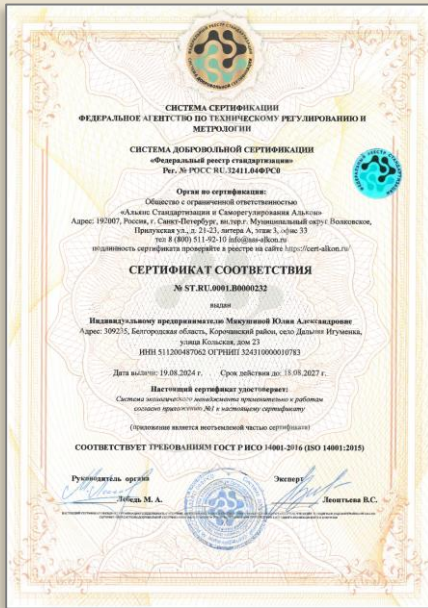 СИСТЕМА СЕРТИФИКАЦИИ
ФЕДЕРАЛЬНОЕ АГЕНТСТВО ПО ТЕХНИЧЕСКОМУ РЕГУЛИРОВАНИЮ И
МЕТРОЛОГИИ
СИСТЕМА ДОБРОВОЛЬНОЙ СЕРТИФИКАЦИИ
«Федеральный реестр стандартизации»
Рег. № РОСС RU.32411.04ФРС0
Орган по сертификации:
Общество с ограниченной ответственностью
«Альянс Стандартизации и Саморегулирования Алькон»
Адрес: 192007, Россия, г. Санкт-Петербург, вн.тер.г. Муниципальный округ Волковское,
Прилукская ул., д. 21-23, литера А, этаж 3, офис 33
тел 8 (800) 511-92-10 info@ass-alkon.ru
подлинность сертификата проверяйте в реестре на сайте https://cert-alkon.ru/
СЕРТИФИКАТ СООТВЕТСТВИЯ
№ ST.RU.0001.B0000232
выдан
Индивидуальному предпринимателю Макушиной Юлии Александровне
Адрес: 309235, Белгородская область, Корочанский район, село Дальняя Игуменка,
улица Кольская, дом 23
ИНН 511200487062 ОГРНИП 324310000010783
Дата выдачи: 19.08.2024 г. Срок действия до: 18.08.2027 г.
Настоящий сертификат удостоверяет:
Система экологического менеджмента применительно к работам
согласно приложению №1 к настоящему сертификату
(приложение является неотъемлемой частью сертификата)
СООТВЕТСТВУЕТ ТРЕБОВАНИЯМ ГОСТ Р ИСО 14001-2016 (ISO 14001:2015)
Руководитель органа Эксперт
Лебедь М. А. Леонтьева В.С.